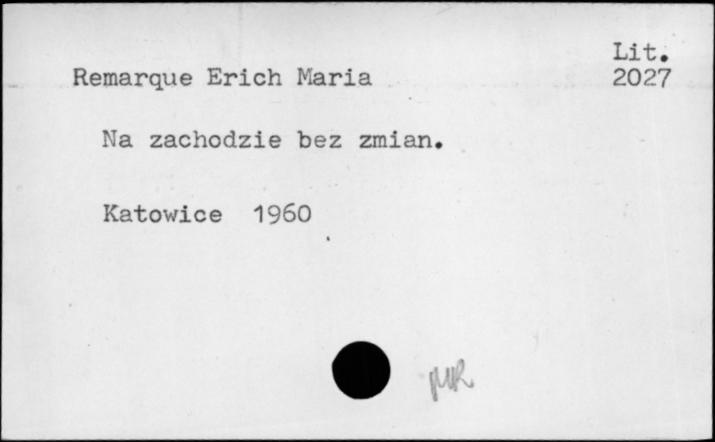 Lit.
Remarque Erich Maria 2027
Na zachodzie bez zmian.
Katowice 1960